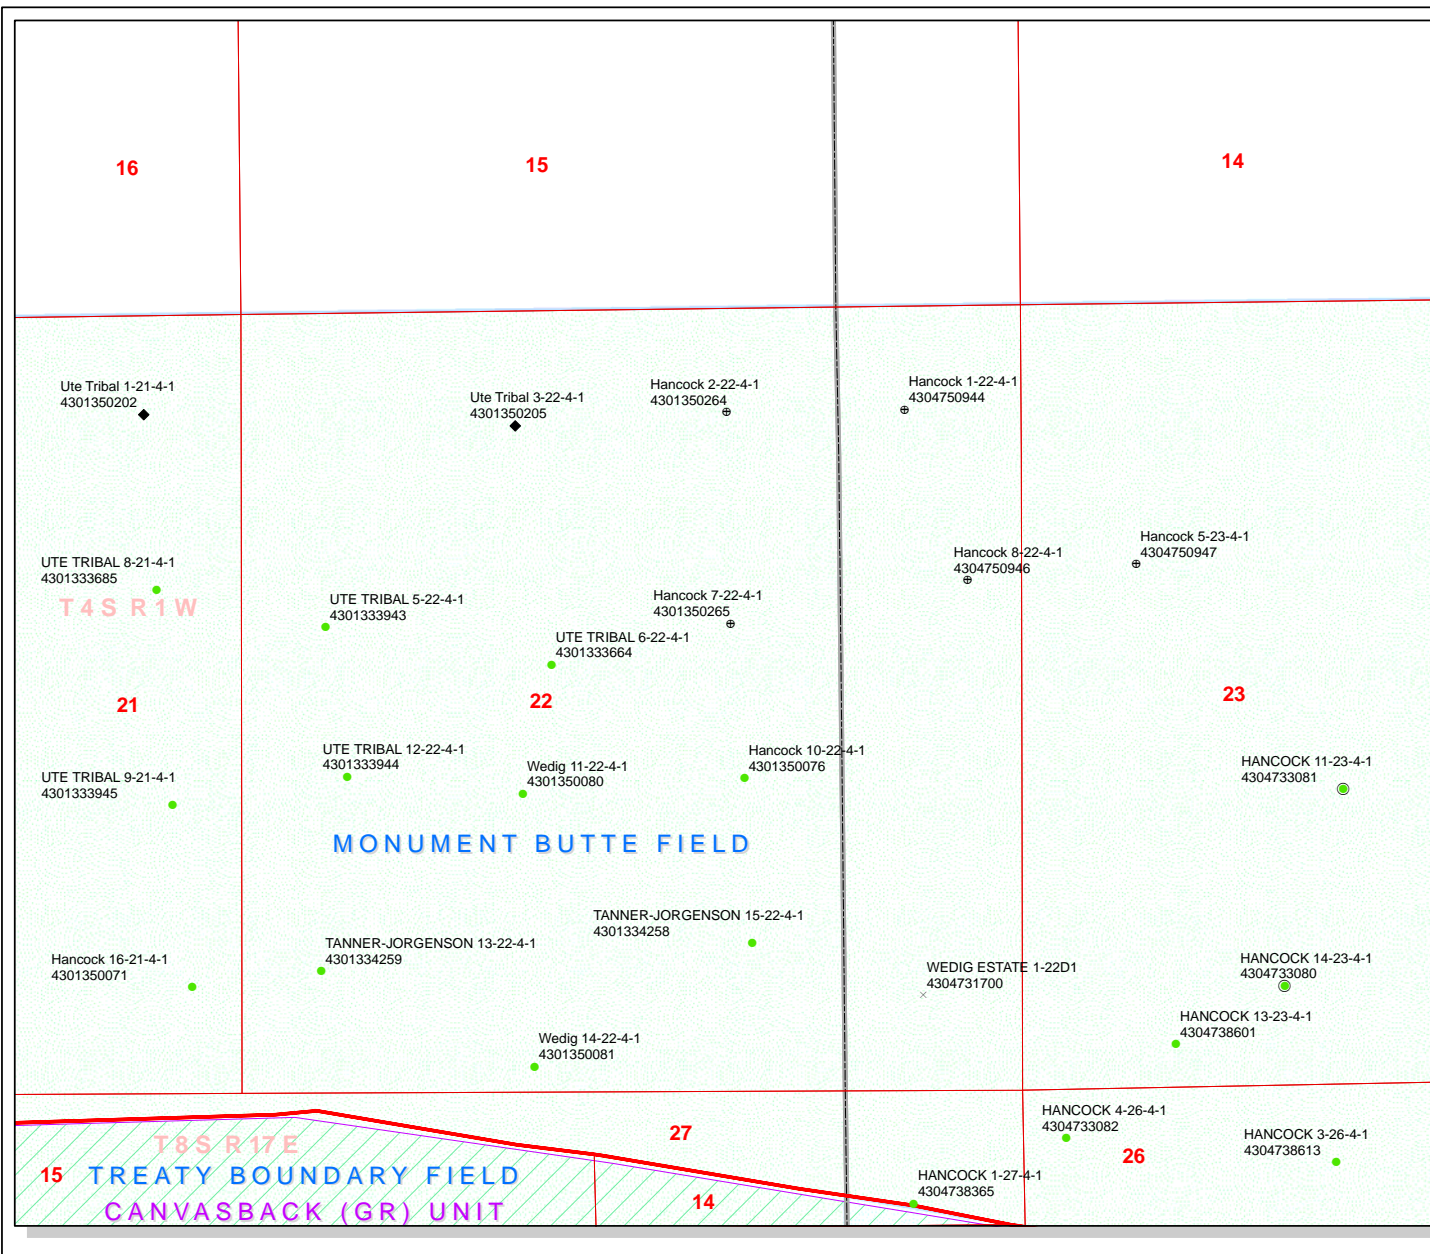 16
15
14
Ute Tribal 1-21-4-1
4301350202
Ute Tribal 3-22-4-1
4301350205
Hancock 2-22-4-1
4301350264
Hancock 1-22-4-1
4304750944
UTE TRIBAL 8-21-4-1
4301333685
T4S R1W
UTE TRIBAL 5-22-4-1
4301333943
Hancock 7-22-4-1
4301350265
UTE TRIBAL 6-22-4-1
4301333664
Hancock 8-22-4-1
4304750946
Hancock 5-23-4-1
4304750947
21
22
23
UTE TRIBAL 9-21-4-1
4301333945
UTE TRIBAL 12-22-4-1
4301333944
Wedig 11-22-4-1
4301350080
Hancock 10-22-4-1
4301350076
HANCOCK 11-23-4-1
4304733081
MONUMENT BUTTE FIELD
Hancock 16-21-4-1
4301350071
TANNER-JORGENSON 13-22-4-1
4301334259
TANNER-JORGENSON 15-22-4-1
4301334258
WEDIG ESTATE 1-22D1
4304731700
HANCOCK 14-23-4-1
4304733080
HANCOCK 13-23-4-1
4304738601
Wedig 14-22-4-1
4301350081
27
HANCOCK 4-26-4-1
4304733082
26
HANCOCK 3-26-4-1
4304738613
T8S R17E
15
TREATY BOUNDARY FIELD
CANVASBACK (GR) UNIT
14
HANCOCK 1-27-4-1
4304738365